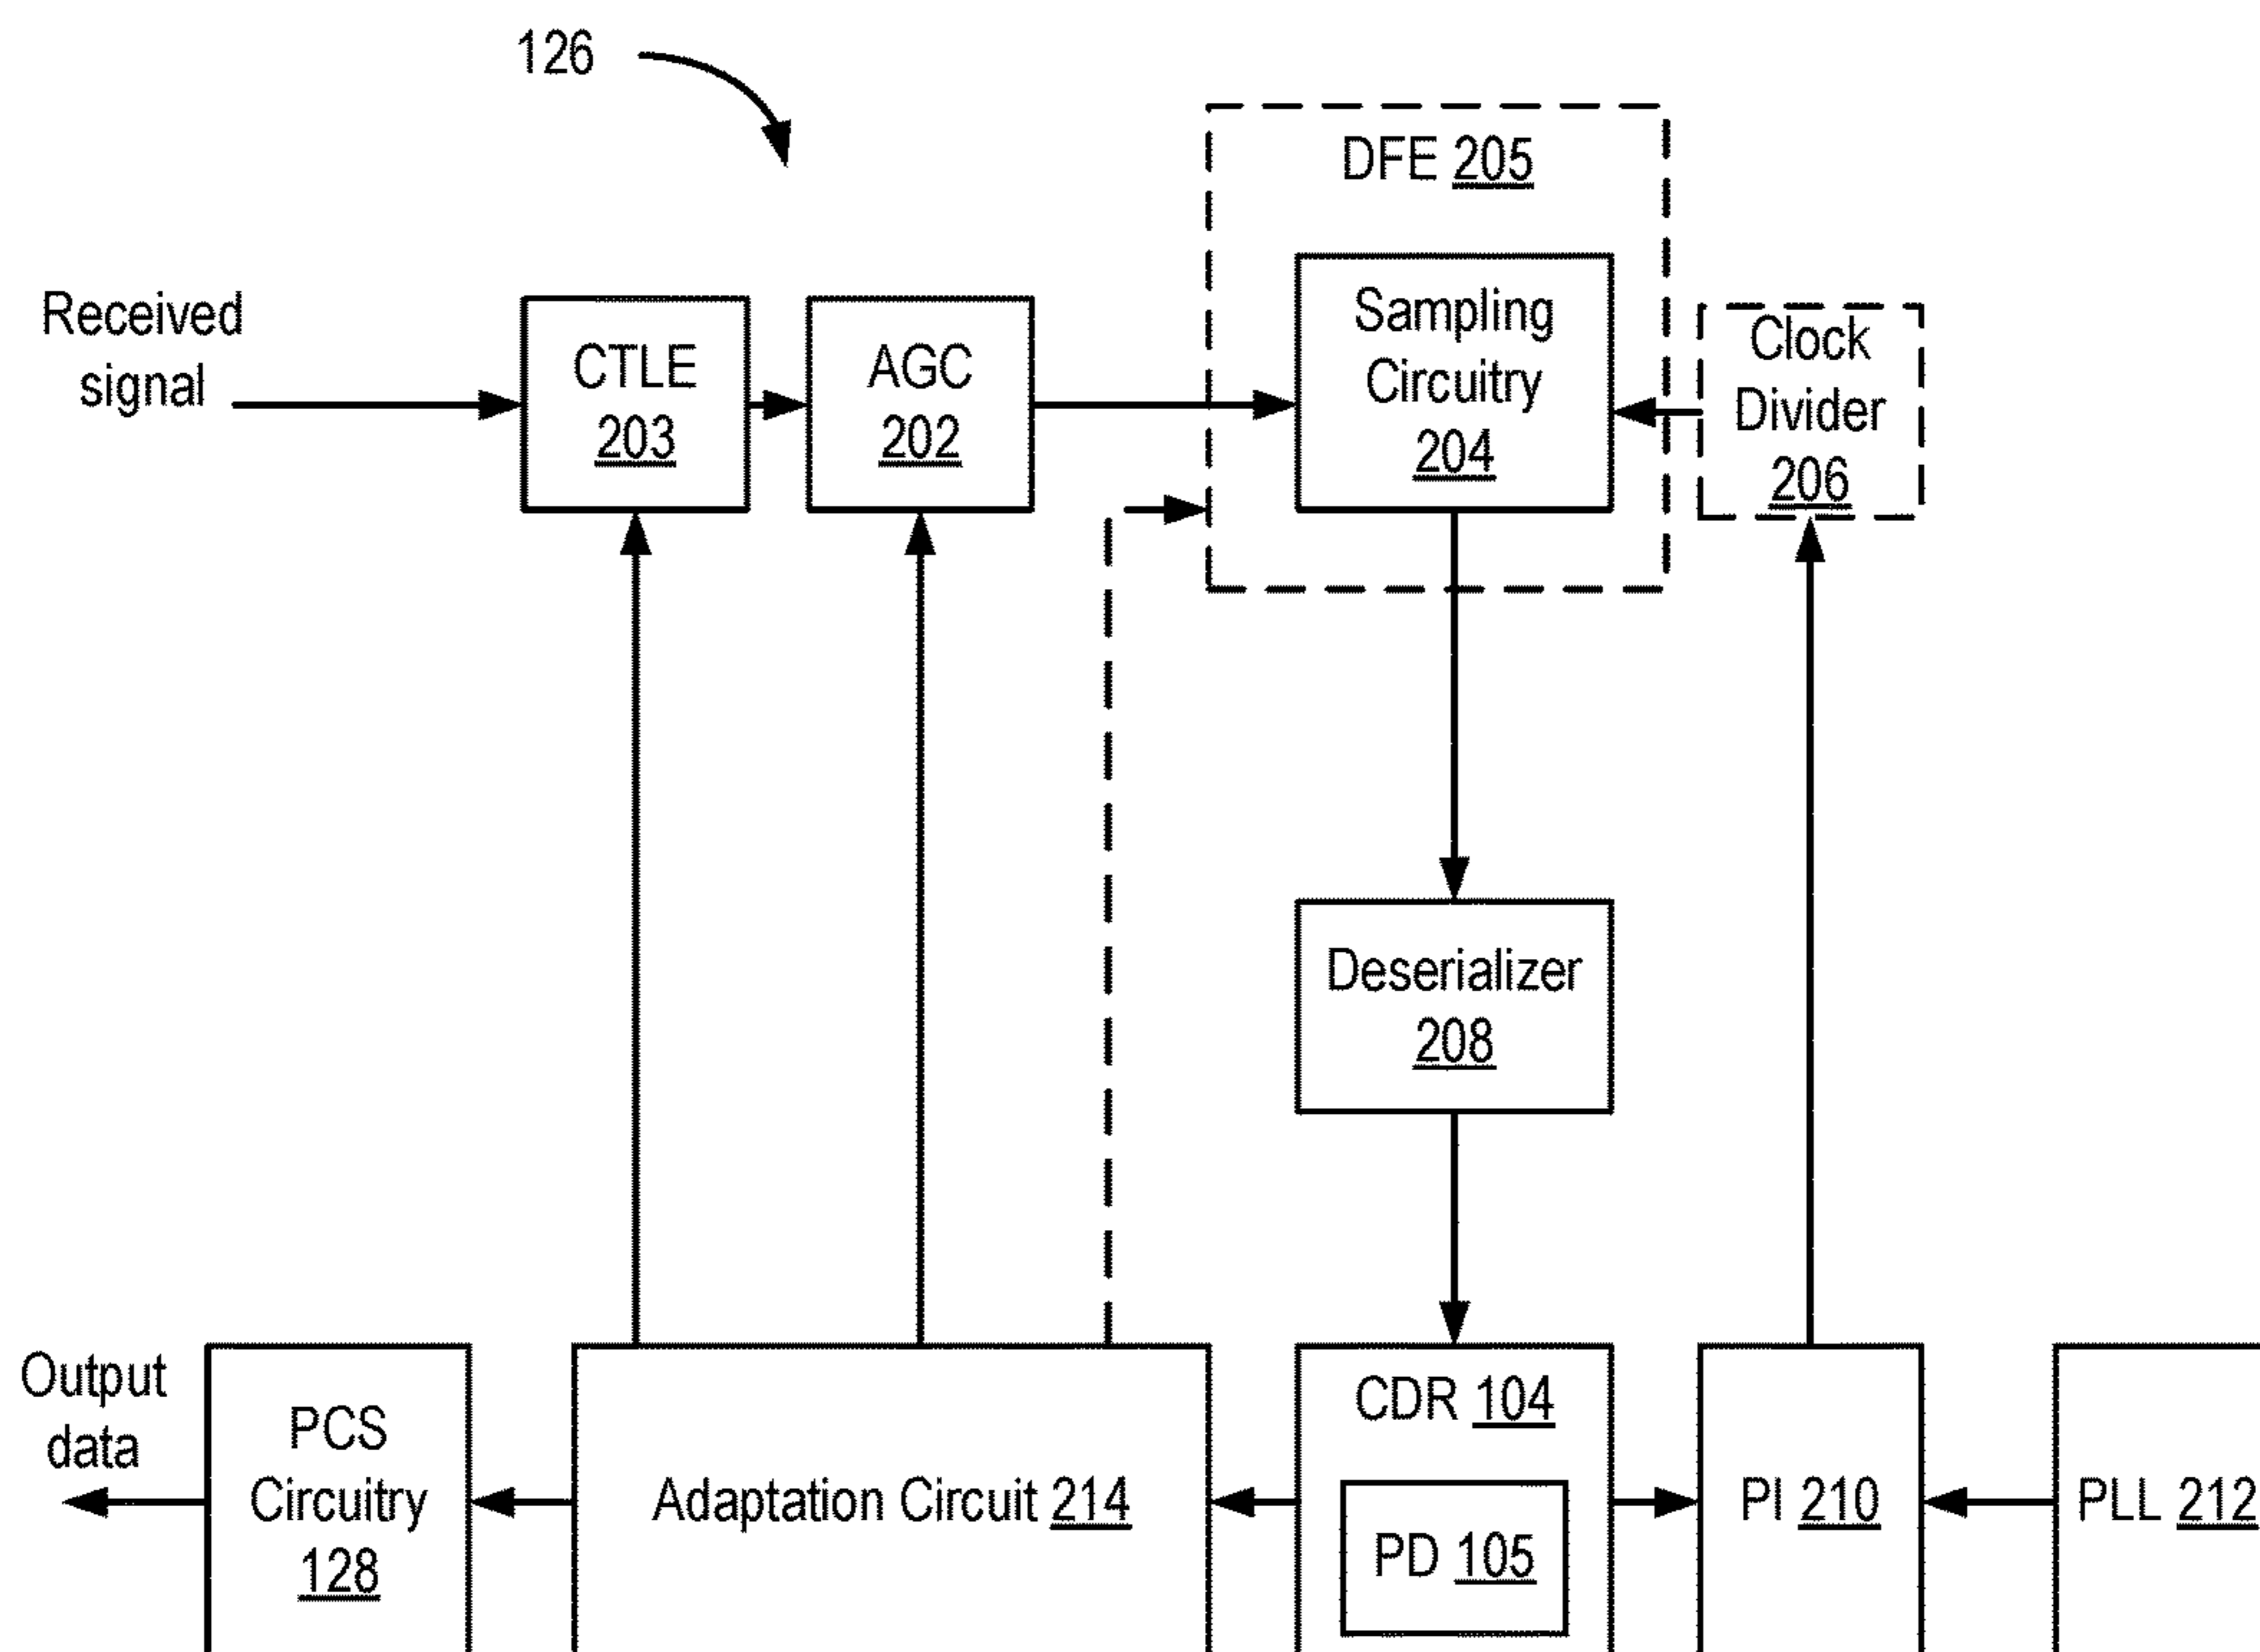 126
DFE 205
Received
signal
CTLE
203
AGC
202
Sampling
Circuitry
204
Clock
Divider
206
Deserializer
208
Output
data
PCS
Circuitry
128
Adaptation Circuit 214
CDR 104
PD 105
PI 210
PLL 212